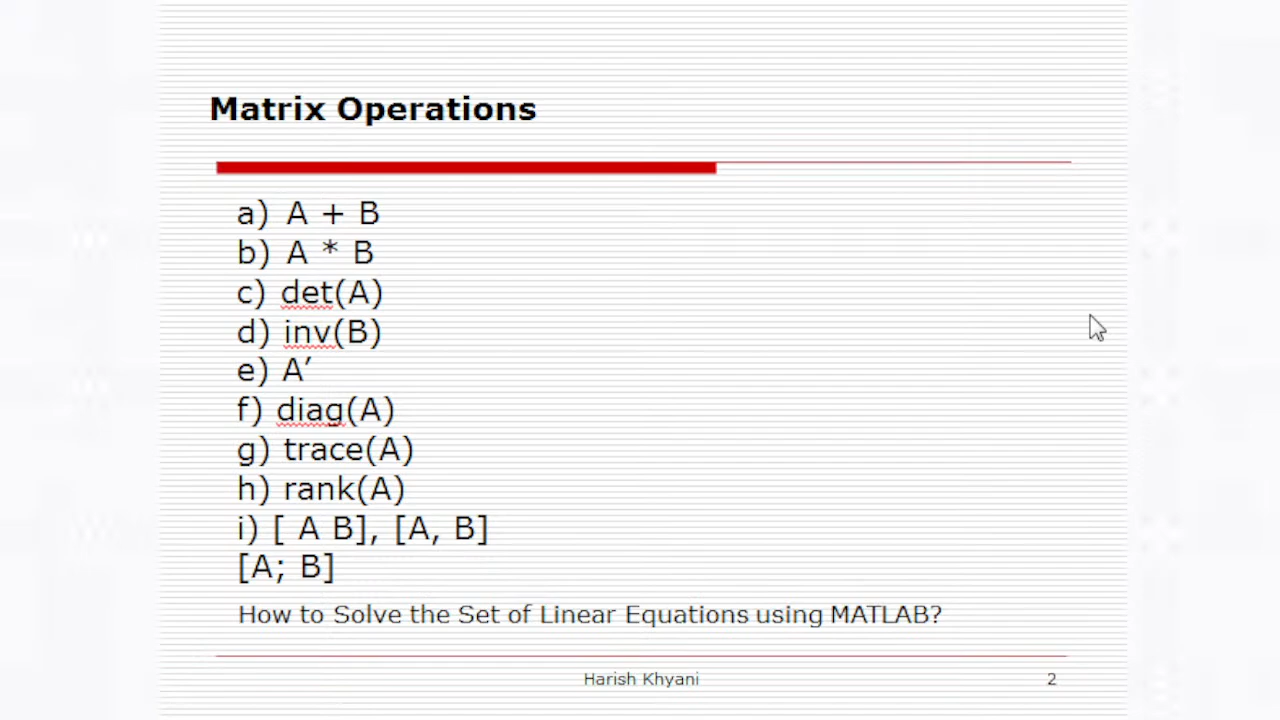 Matrix Operations
a) A + B
b) A * B
c) det(A)
d) inv(B)
e) A’
f) diag(A)
g) trace(A)
h) rank(A)
i) [ A B], [A, B]
[A; B]
How to Solve the Set of Linear Equations using MATLAB?
Harish Khyani
2